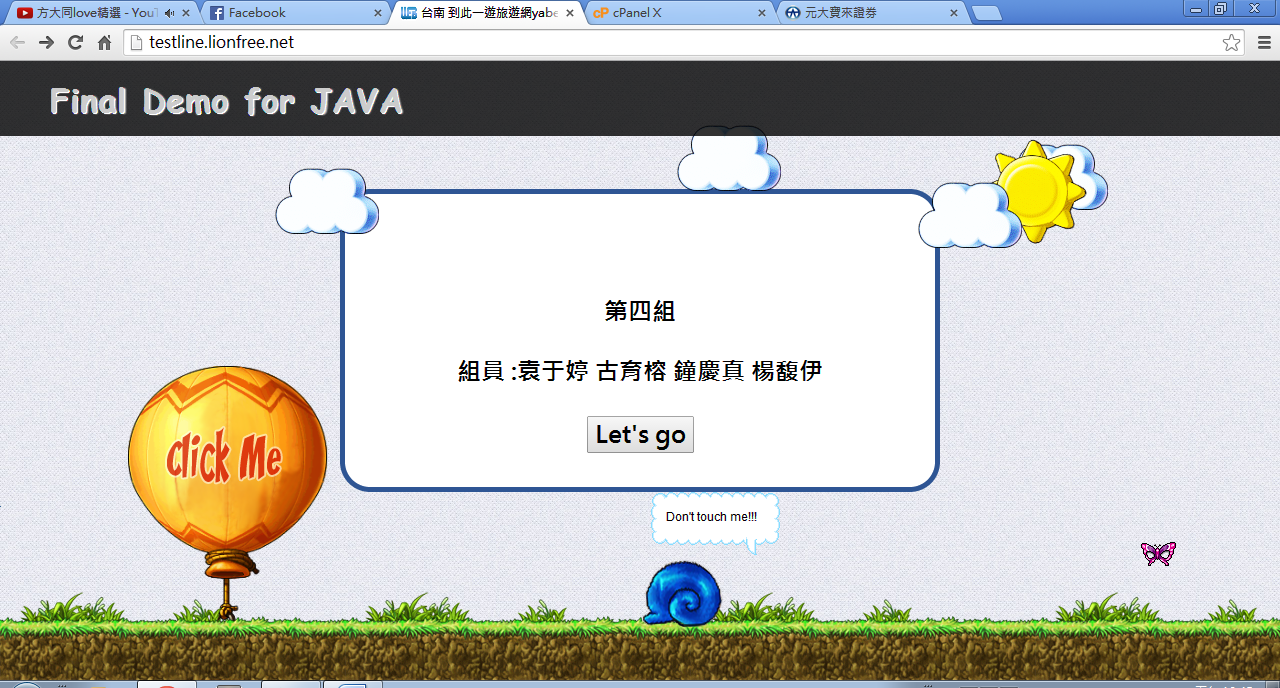 方大同love精選 - You
Facebook
台南 到此一遊旅遊網yabe
cPanel X
元大寶來證券
testline.lionfree.net
Final Demo for JAVA
第四組
組員 :袁于婷 古育榕 鐘慶真 楊馥伊
Let's go
Click Me
Don't touch me!!!